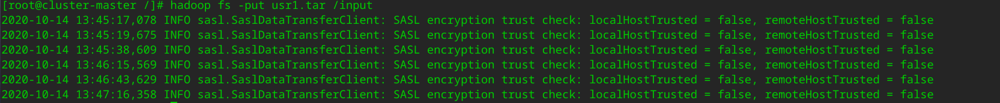 [root@cluster-master /]# hadoop fs -put usr1.tar /input
2020-10-14 13:45:17,078 INFO sasl.SaslDataTransferClient: SASL encryption trust check: localHostTrusted = false, remoteHostTrusted = false
2020-10-14 13:45:19,675 INFO sasl.SaslDataTransferClient: SASL encryption trust check: localHostTrusted = false, remoteHostTrusted = false
2020-10-14 13:45:38,609 INFO sasl.SaslDataTransferClient: SASL encryption trust check: localHostTrusted = false, remoteHostTrusted = false
2020-10-14 13:46:15,569 INFO sasl.SaslDataTransferClient: SASL encryption trust check: localHostTrusted = false, remoteHostTrusted = false
2020-10-14 13:46:43,629 INFO sasl.SaslDataTransferClient: SASL encryption trust check: localHostTrusted = false, remoteHostTrusted = false
2020-10-14 13:47:16,358 INFO sasl.SaslDataTransferClient: SASL encryption trust check: localHostTrusted = false, remoteHostTrusted = false